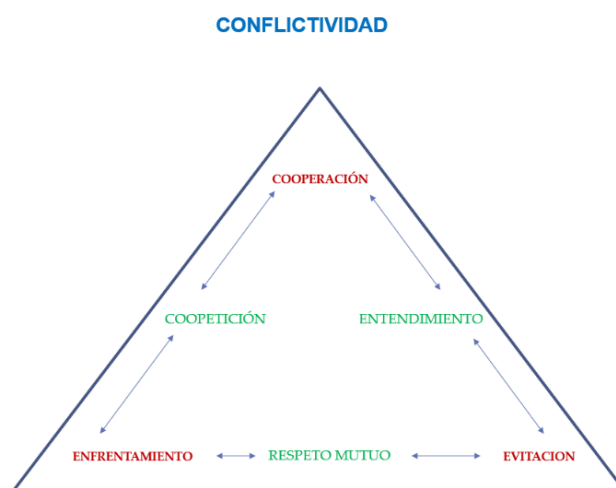 CONFLICTIVIDAD
COOPERACIÓN
COOPETICIÓN
ENTENDIMIENTO
ENFRENTAMIENTO
RESPETO MUTUO
EVITACION